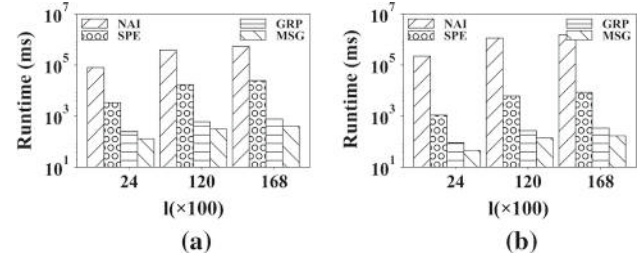 Runtime (ms)
10^7
10^5
10^3
10^1
NAI
SPE
GRP
MSG
24
120
168
l(×100)
(a)
Runtime (ms)
10^7
10^5
10^3
10^1
NAI
SPE
GRP
MSG
24
120
168
l(×100)
(b)